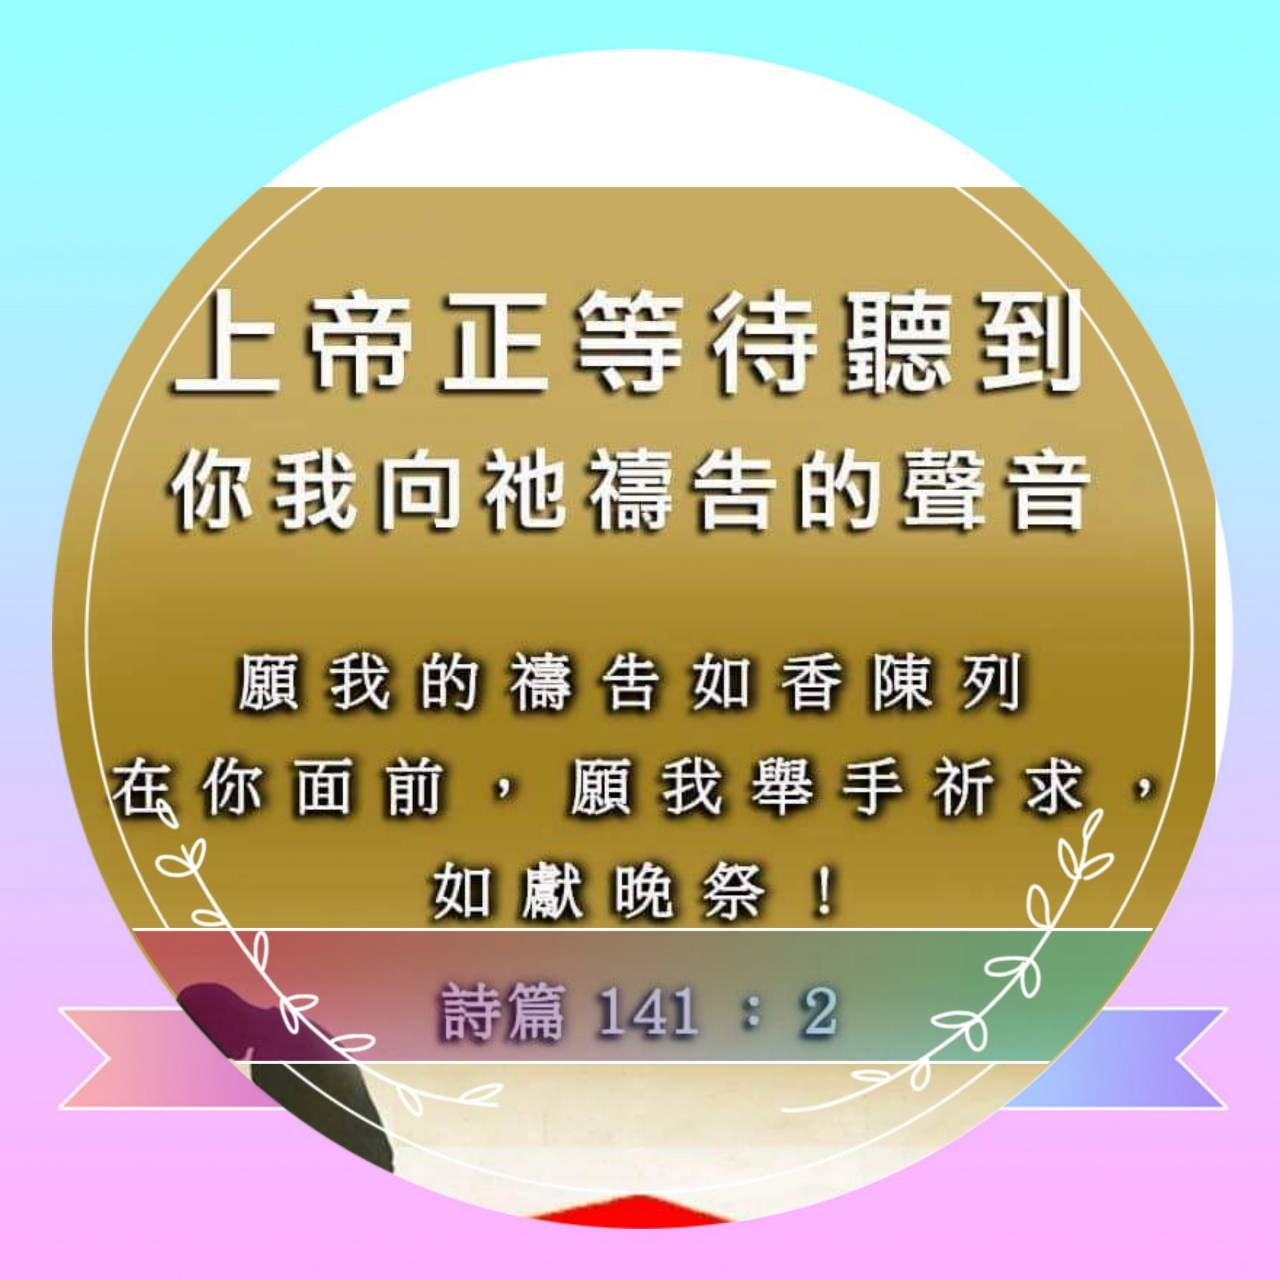 上帝正等待聽到
你我向祂禱告的聲音
願我的禱告如香陳列
在你面前，願我舉手祈求，
如獻晚祭！
詩篇 141：2